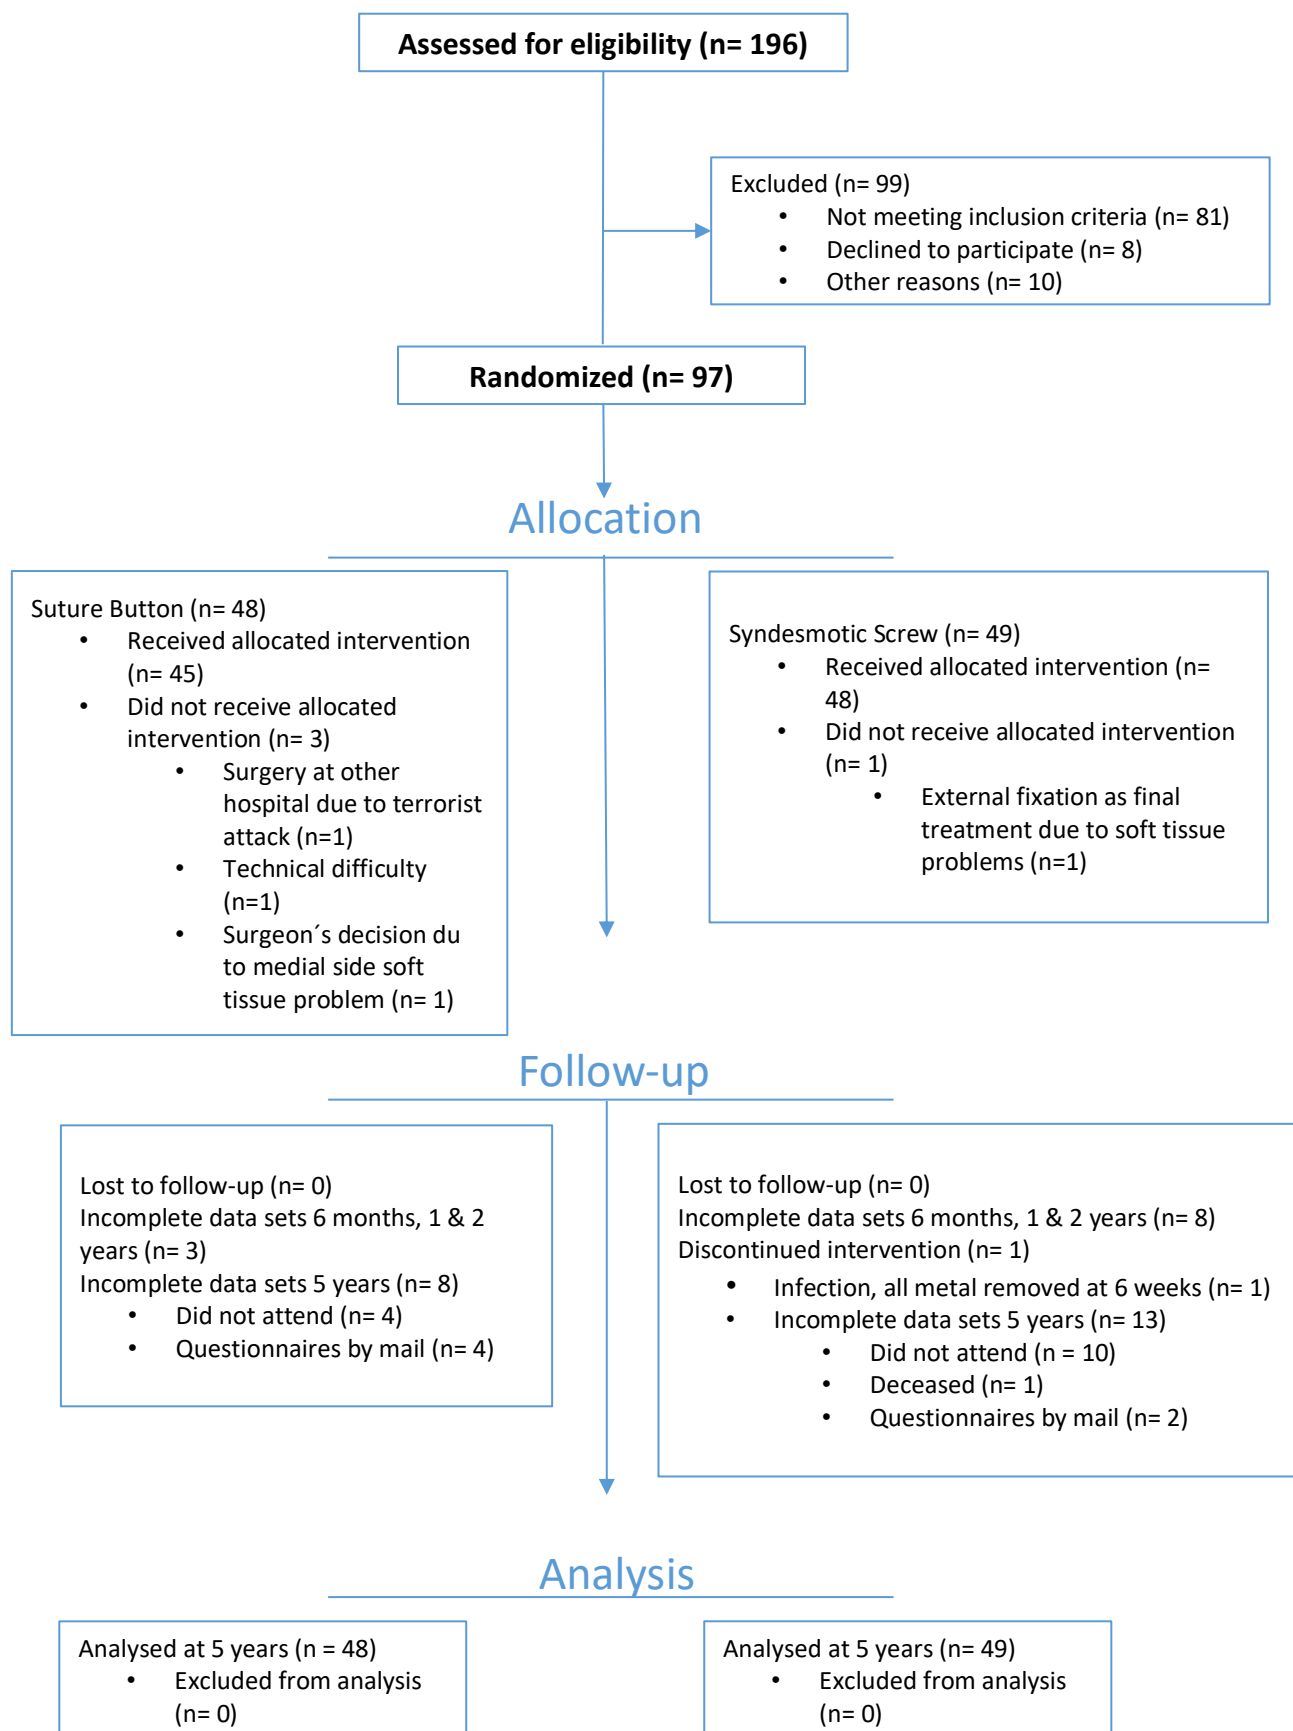 Assessed for eligibility (n= 196)
Excluded (n= 99)
• Not meeting inclusion criteria (n= 81)
• Declined to participate (n= 8)
• Other reasons (n= 10)
Randomized (n= 97)
Allocation
Suture Button (n= 48)
• Received allocated intervention
(n= 45)
• Did not receive allocated
intervention (n= 3)
• Surgery at other
hospital due to terrorist
attack (n=1)
• Technical difficulty
(n=1)
• Surgeon´s decision du
to medial side soft
tissue problem (n= 1)
Syndesmotic Screw (n= 49)
• Received allocated intervention (n=
48)
• Did not receive allocated intervention
(n= 1)
• External fixation as final
treatment due to soft tissue
problems (n=1)
Follow-up
Lost to follow-up (n= 0)
Incomplete data sets 6 months, 1 & 2
years (n= 3)
Incomplete data sets 5 years (n= 8)
• Did not attend (n= 4)
• Questionnaires by mail (n= 4)
Lost to follow-up (n= 0)
Incomplete data sets 6 months, 1 & 2 years (n= 8)
Discontinued intervention (n= 1)
• Infection, all metal removed at 6 weeks (n= 1)
• Incomplete data sets 5 years (n= 13)
• Did not attend (n = 10)
• Deceased (n= 1)
• Questionnaires by mail (n= 2)
Analysis
Analysed at 5 years (n = 48)
• Excluded from analysis
(n= 0)
Analysed at 5 years (n= 49)
• Excluded from analysis
(n= 0)